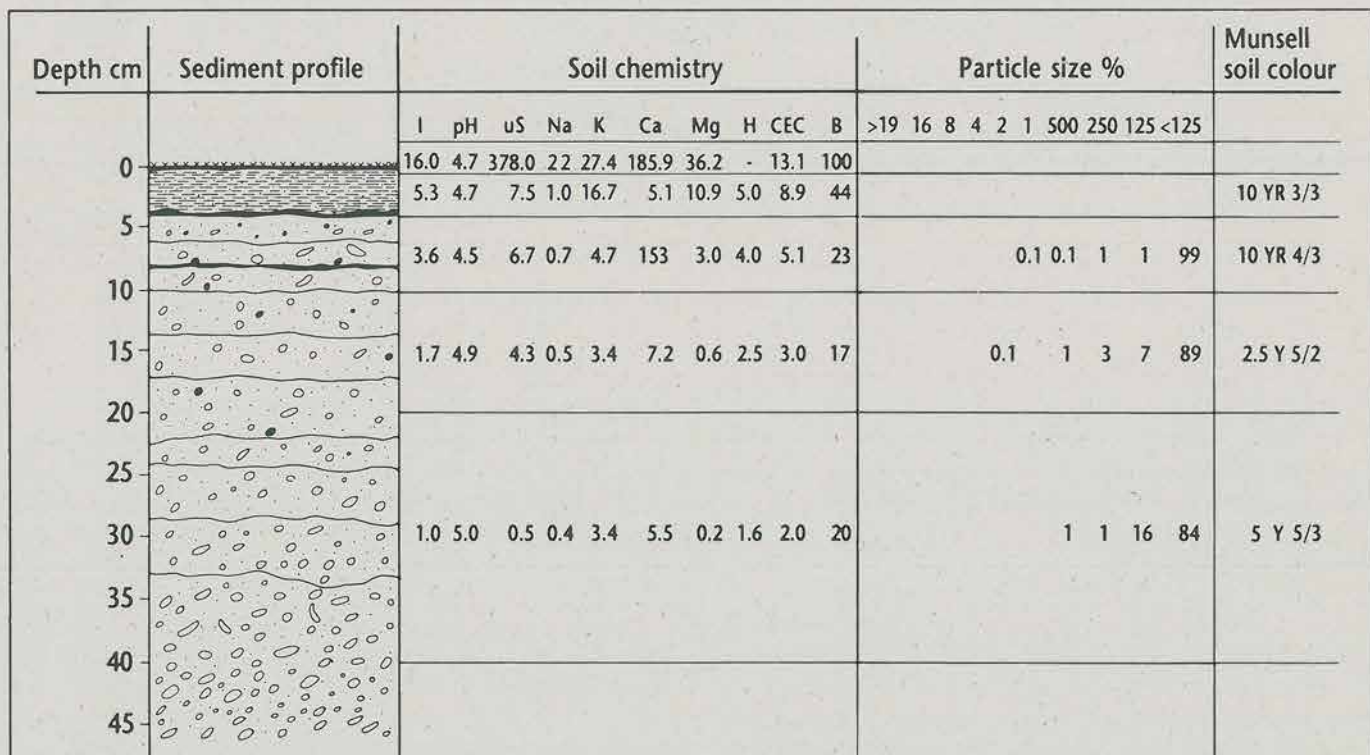 Depth cm Sediment profile Soil chemistry Particle size % Munsell soil colour
I pH uS Na K Ca Mg H CEC B >19 16 8 4 2 1 500 250 125 <125
0 16.0 4.7 378.0 22 27.4 185.9 36.2 - 13.1 100
5.3 4.7 7.5 1.0 16.7 5.1 10.9 5.0 8.9 44 10 YR 3/3
5
3.6 4.5 6.7 0.7 4.7 153 3.0 4.0 5.1 23 0.1 0.1 1 1 99 10 YR 4/3
10
15 1.7 4.9 4.3 0.5 3.4 7.2 0.6 2.5 3.0 17 0.1 1 3 7 89 2.5 Y 5/2
20
25
30 1.0 5.0 0.5 0.4 3.4 5.5 0.2 1.6 2.0 20 1 1 16 84 5 Y 5/3
35
40
45